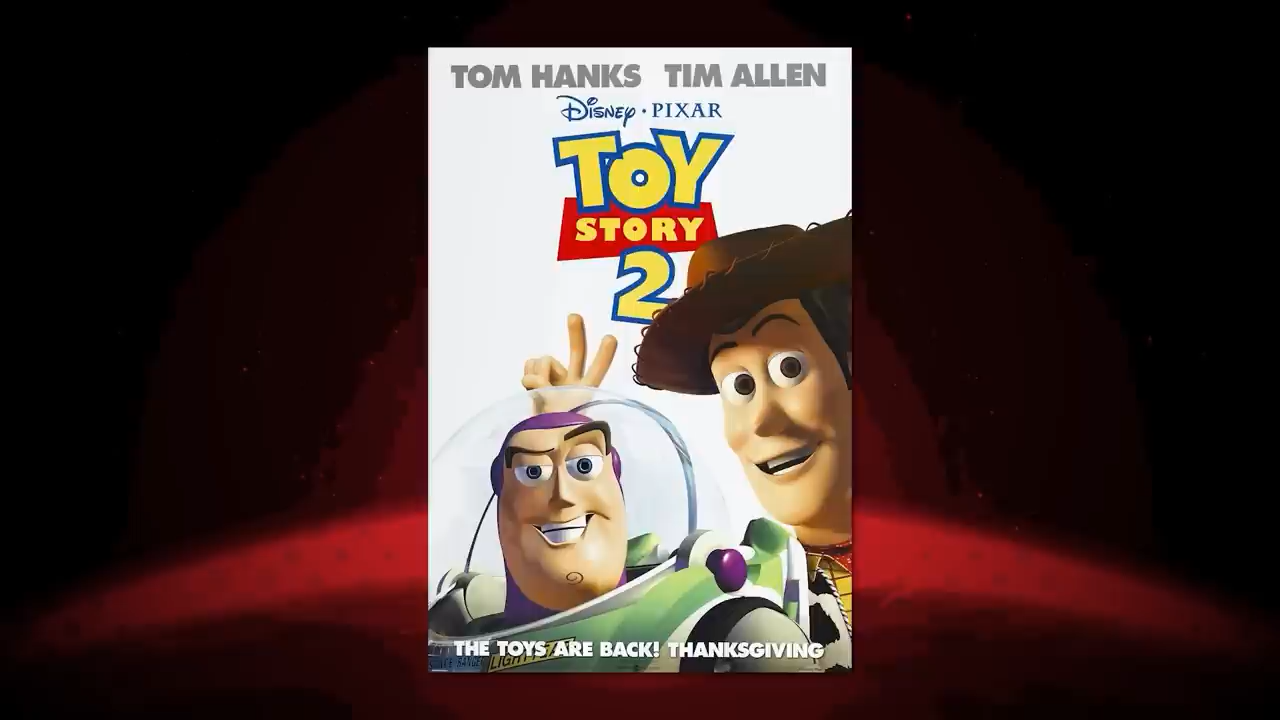 TOM HANKS TIM ALLEN
Disney · PIXAR
TOY
STORY
2
THE TOYS ARE BACK! THANKSGIVING